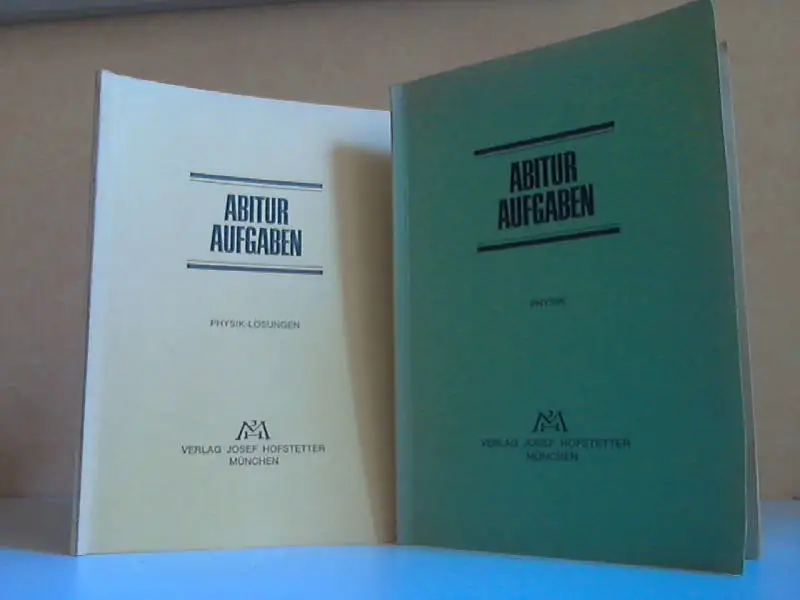 ABITUR
AUFGABEN
PHYSIK-LÖSUNGEN
VERLAG JOSEF HOFSTETTER
MÜNCHEN
ABITUR
AUFGABEN
PHYSIK
VERLAG JOSEF HOFSTETTER
MÜNCHEN